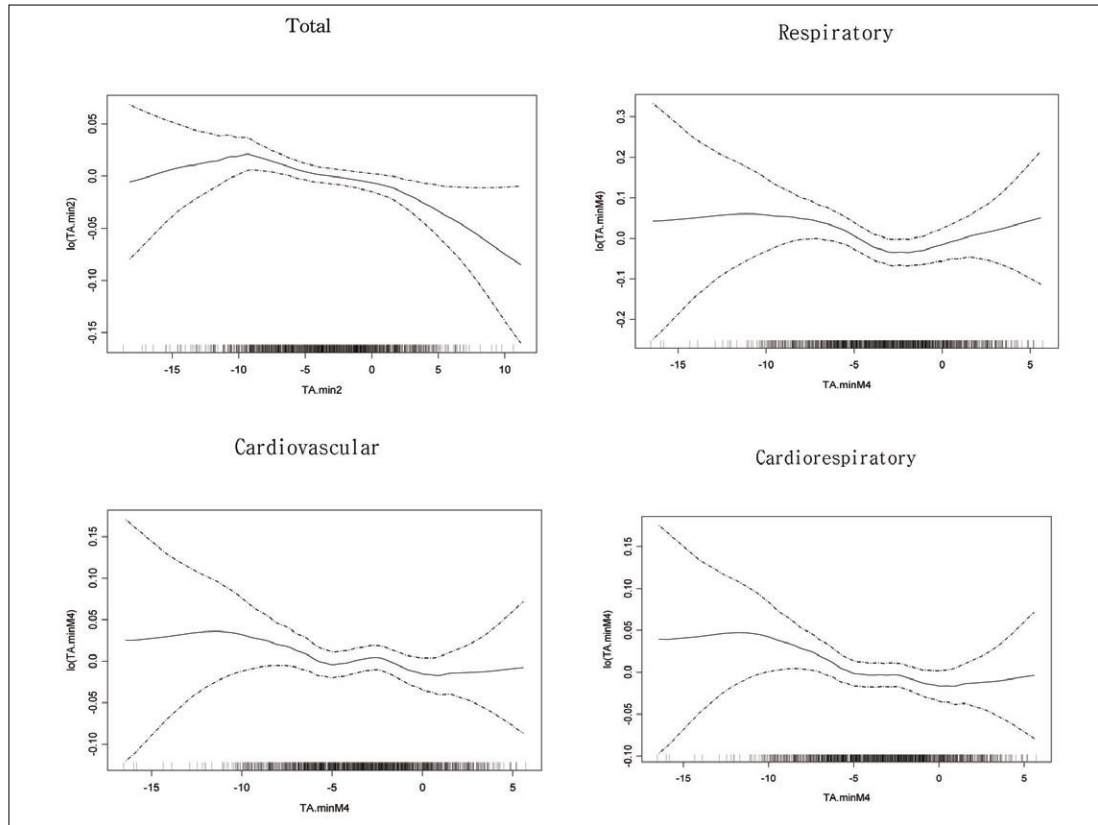 Total
0.05
0.0
-0.05
-0.10
-0.15
lo(TA.min2)
-15 -10 -5 0 5 10
TA.min2
Respiratory
0.3
0.2
0.1
0.0
-0.1
-0.2
lo(TA.minM4)
-15 -10 -5 0 5
TA.minM4
Cardiovascular
0.15
0.10
0.05
0.0
-0.05
-0.10
lo(TA.minM4)
-15 -10 -5 0 5
TA.minM4
Cardiorespiratory
0.15
0.10
0.05
0.0
-0.05
-0.10
lo(TA.minM4)
-15 -10 -5 0 5
TA.minM4